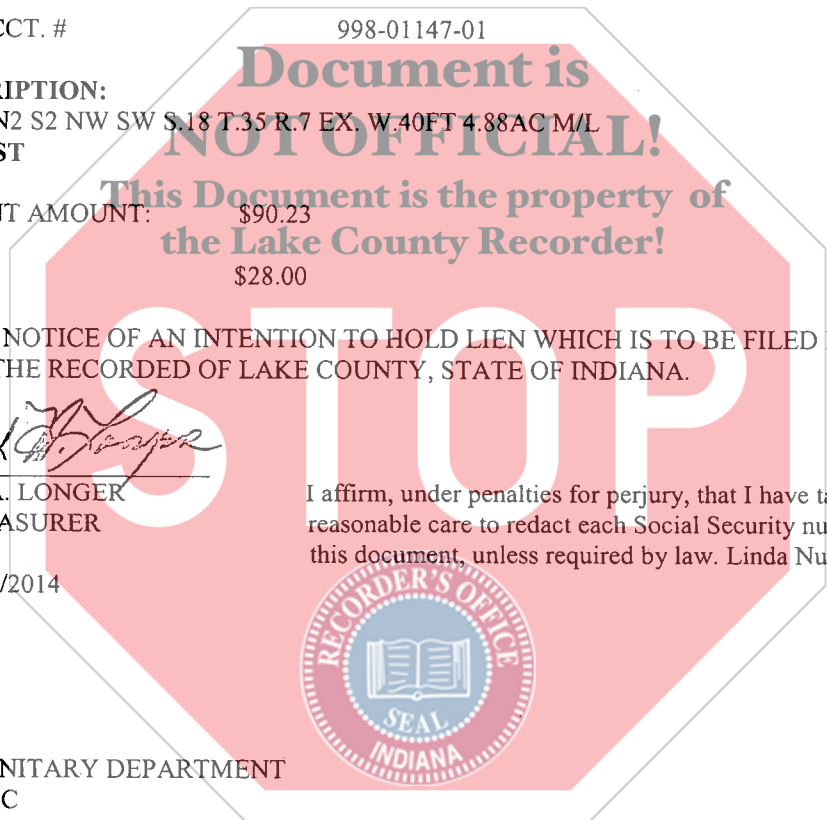 CCT. # 998-01147-01
Document is
RIPTION:
N2 S2 NW SW S.18 T.35 R.7 EX. W.40FT 4.88AC M/L
NOT OFFICIAL!
ST
This Document is the property of
NT AMOUNT: $90.23
the Lake County Recorder!
$28.00
NOTICE OF AN INTENTION TO HOLD LIEN WHICH IS TO BE FILED
THE RECORDED OF LAKE COUNTY, STATE OF INDIANA.
STOP
. LONGER
ASURER
I affirm, under penalties for perjury, that I have ta
reasonable care to redact each Social Security nu
this document, unless required by law. Linda Nu
/2014
RECORDER'S OFFICE
SEAL
INDIANA
NITARY DEPARTMENT
C